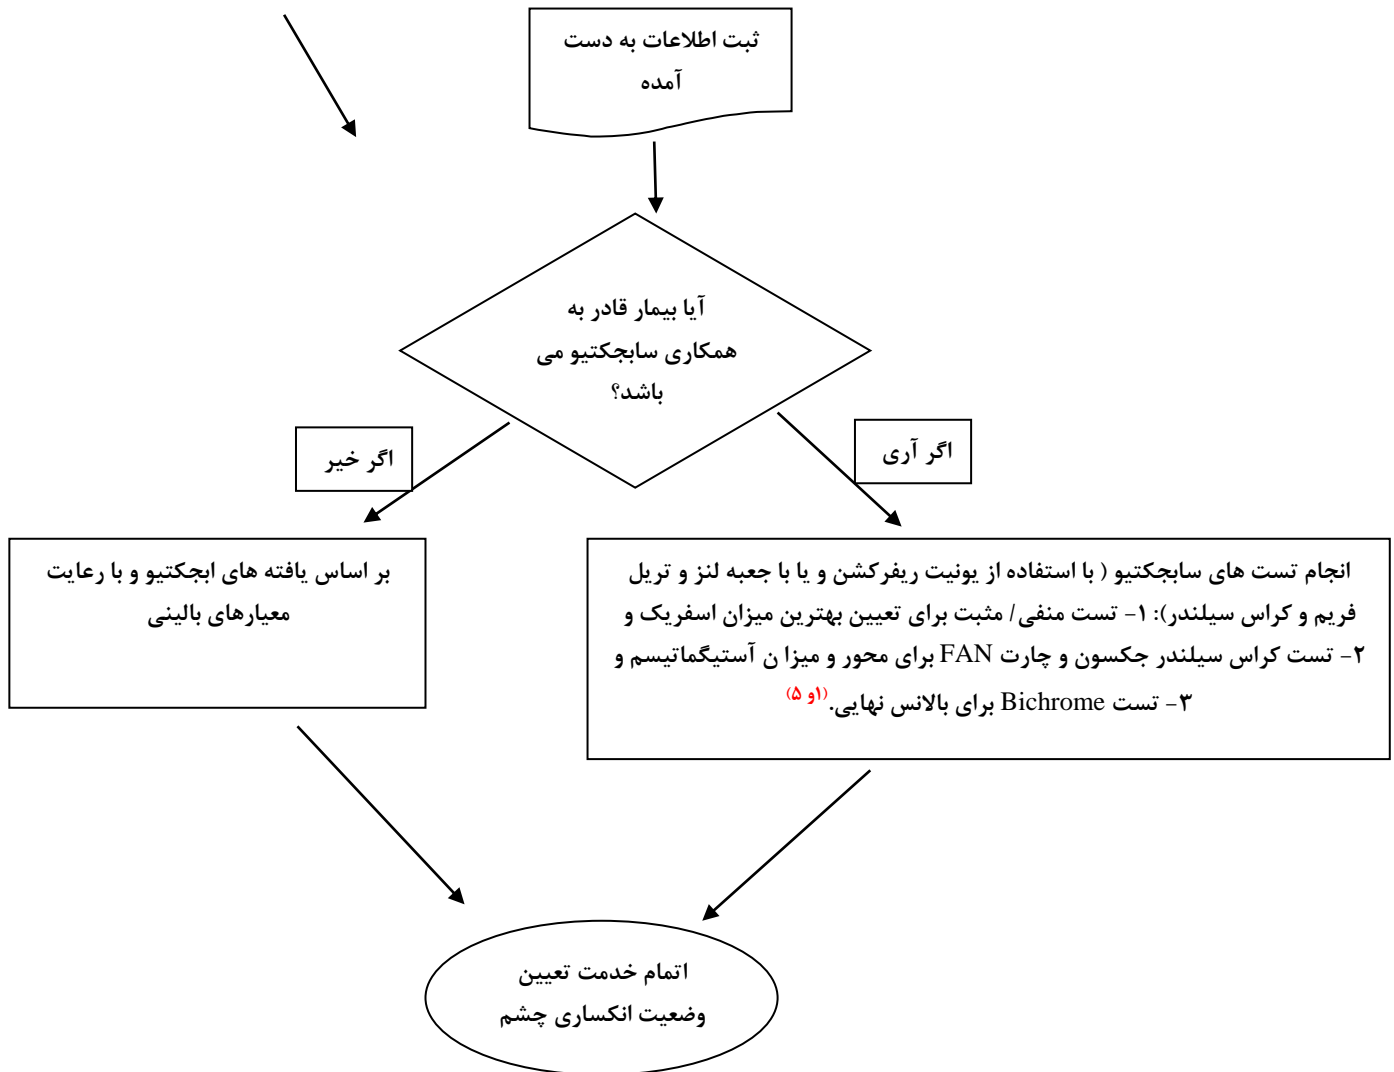 ثبت اطلاعات به دست
آمده
آیا بیمار قادر به
همکاری سابجکتیو می
باشد؟
اگر آری
اگر خیر
انجام تست های سابجکتیو ( با استفاده از یونیت ریفرکشن و یا با جعبه لنز و تریل
فریم و کراس سیلندر): ۱- تست منفی/ مثبت برای تعیین بهترین میزان اسفریک و
۲- تست کراس سیلندر جکسون و چارت FAN برای محور و میزا ن آستیگماتیسم و
۳- تست Bichrome برای بالانس نهایی.(۱و ۵)
بر اساس یافته های ابجکتیو و با رعایت
معیارهای بالینی
اتمام خدمت تعیین
وضعیت انکساری چشم